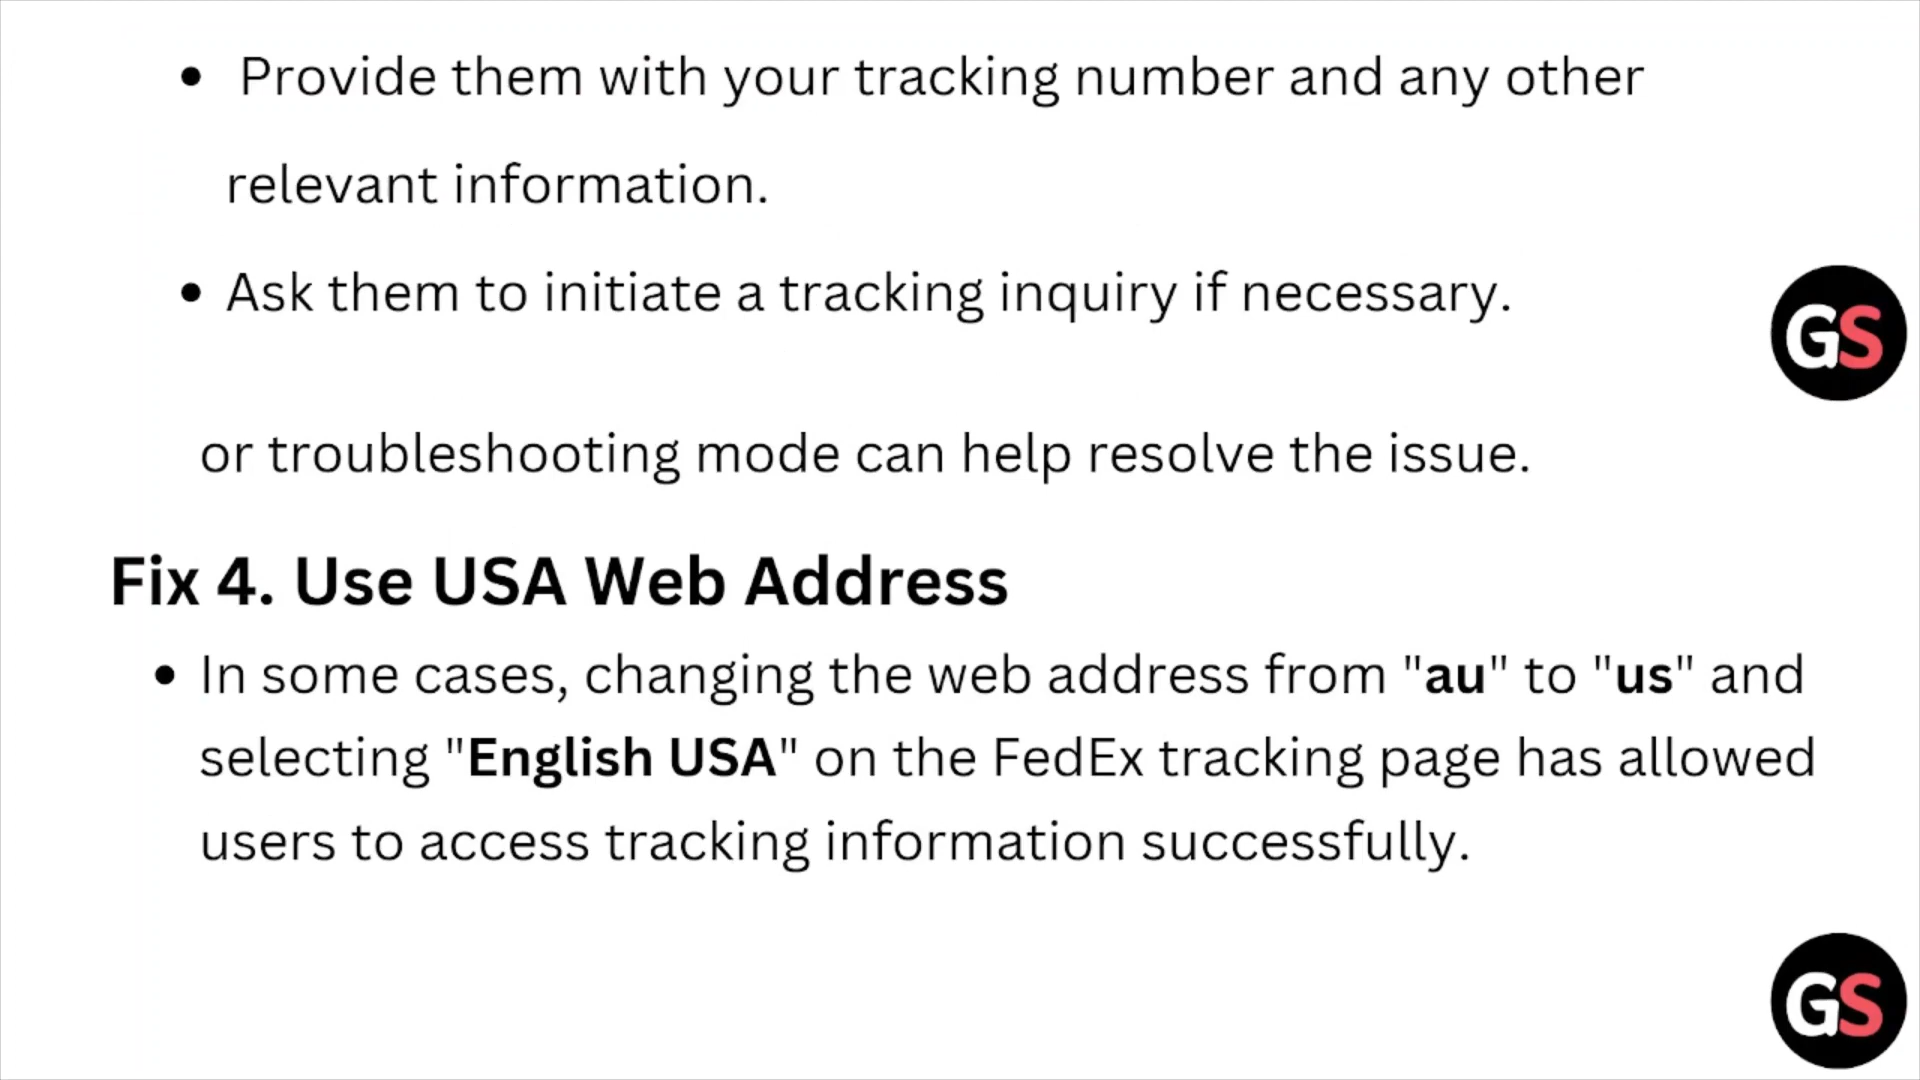 • Provide them with your tracking number and any other
relevant information.
• Ask them to initiate a tracking inquiry if necessary.
GS
or troubleshooting mode can help resolve the issue.
Fix 4. Use USA Web Address
• In some cases, changing the web address from "au" to "us" and
selecting "English USA" on the FedEx tracking page has allowed
users to access tracking information successfully.
GS